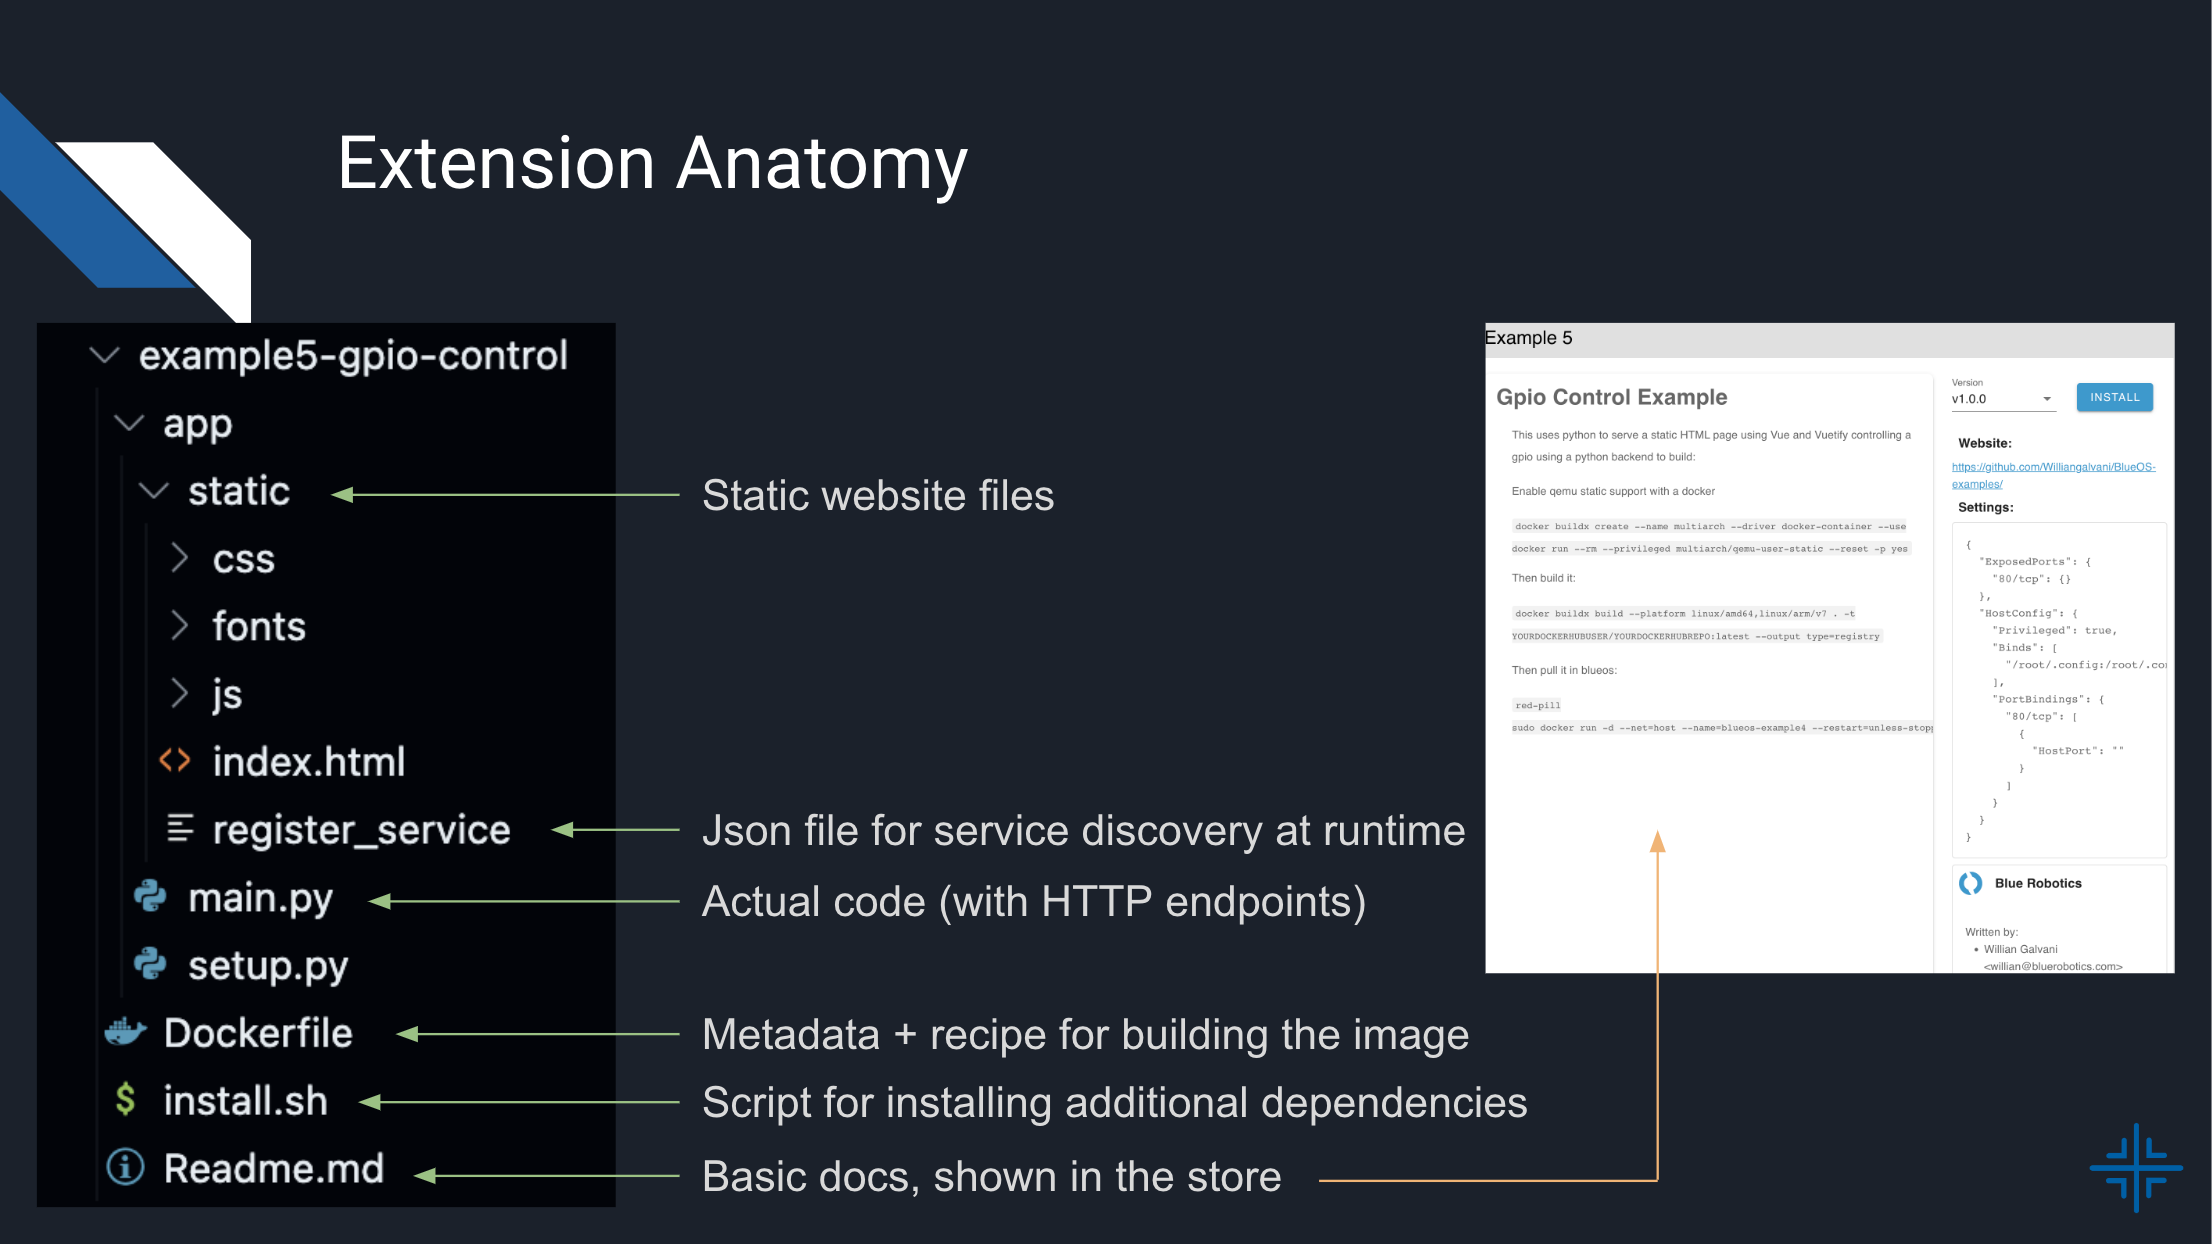 Extension Anatomy
example5-gpio-control
app
static
css
fonts
js
index.html
register_service
main.py
setup.py
Dockerfile
install.sh
Readme.md
Static website files
Json file for service discovery at runtime
Actual code (with HTTP endpoints)
Metadata + recipe for building the image
Script for installing additional dependencies
Basic docs, shown in the store
Example 5
Gpio Control Example
This uses python to serve a static HTML page using Vue and Vuetify controlling a
gpio using a python backend to build:
Enable qemu static support with a docker
docker buildx create --name multiarch --driver docker-container --use
docker run --rm --privileged multiarch/qemu-user-static --reset -p yes
Then build it:
docker buildx build --platform linux/amd64,linux/arm/v7 . -t
YOURDOCKERHUBUSER/YOURDOCKERHUBREPO:latest --output type=registry
Then pull it in blueos:
red-pill
sudo docker run -d --net=host --name=blueos-example4 --restart=unless-stopp
Version
v1.0.0
INSTALL
Website:
https://github.com/Williangalvani/BlueOS-
examples/
Settings:
{
"ExposedPorts": {
"80/tcp": {}
},
"HostConfig": {
"Privileged": true,
"Binds": [
"/root/.config:/root/.co
],
"PortBindings": {
"80/tcp": [
{
"HostPort": ""
}
]
}
}
}
Blue Robotics
Written by:
• Willian Galvani
<willian@bluerobotics.com>